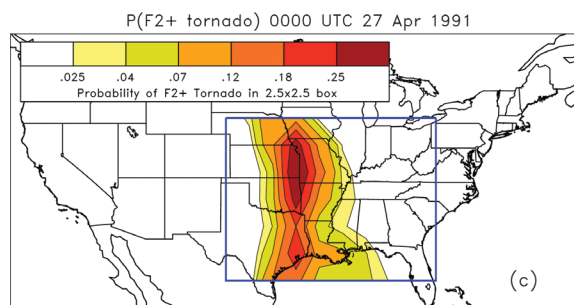 P(F2+ tornado) 0000 UTC 27 Apr 1991
.025 .04 .07 .12 .18 .25
Probability of F2+ Tornado in 2.5x2.5 box
(c)